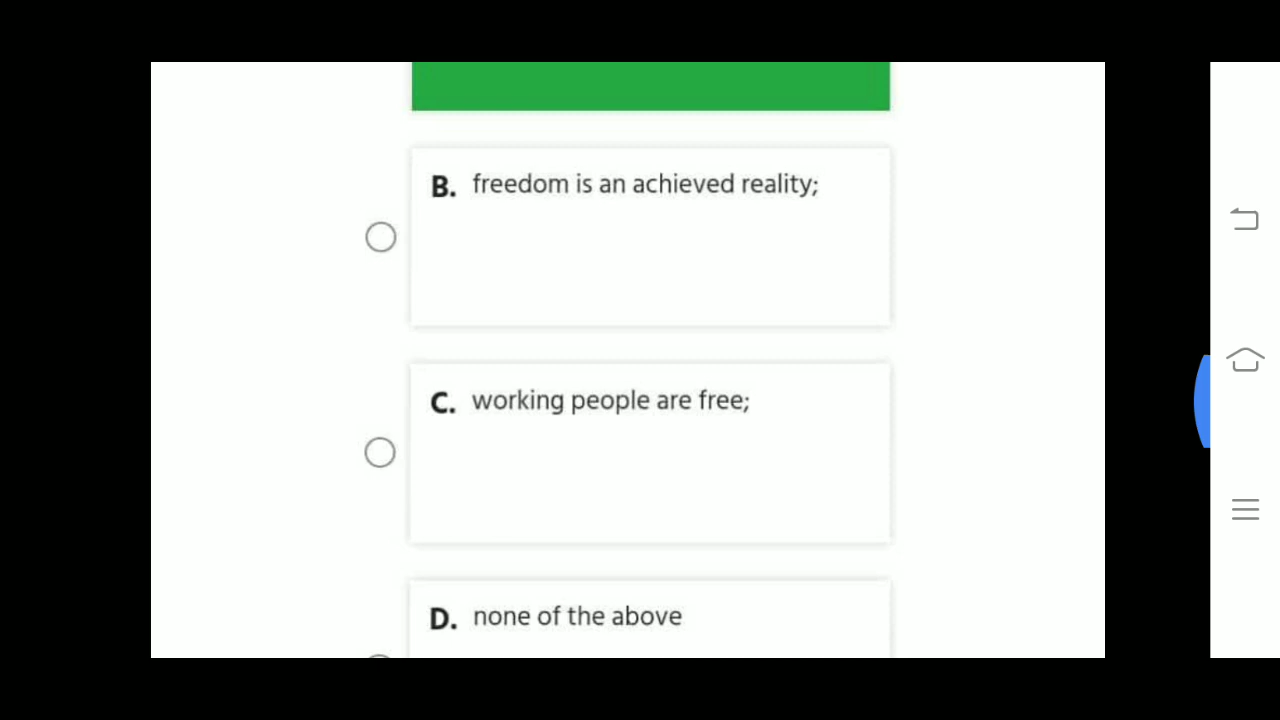 B. freedom is an achieved reality;
C. working people are free;
D. none of the above